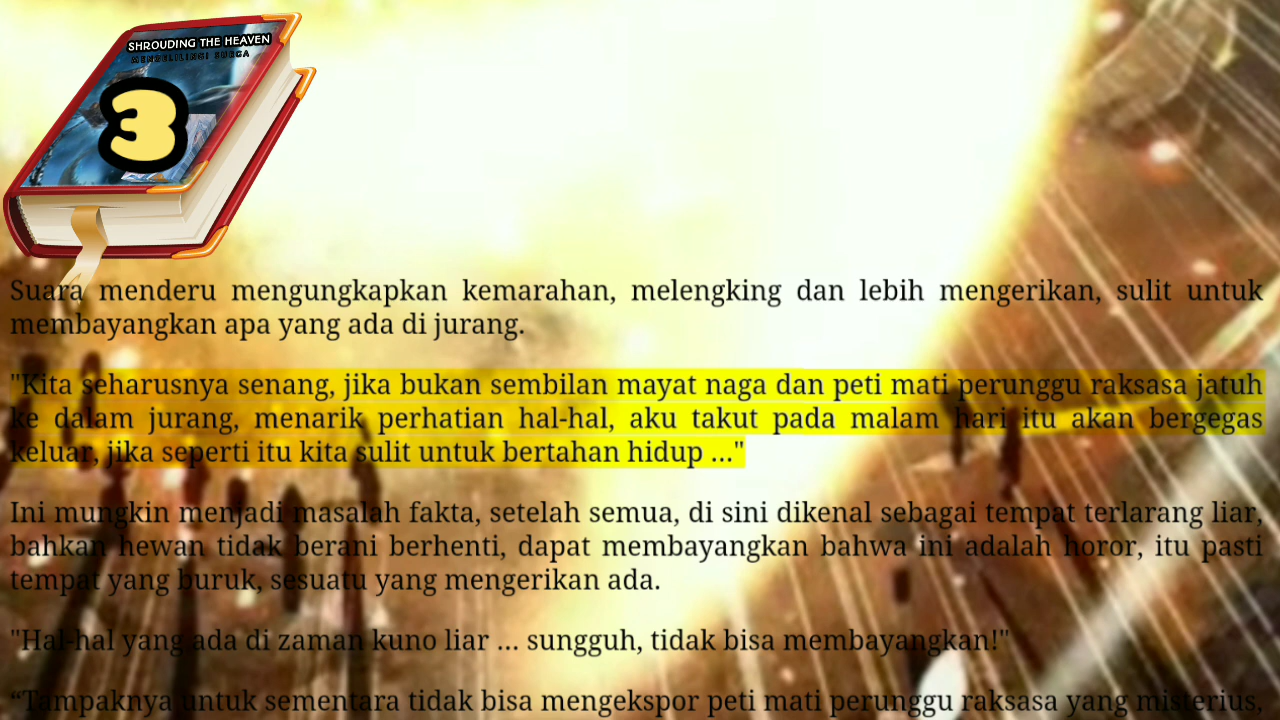 SHROUDING THE HEAVEN
MENGELILINGI SURGA
3
Suara menderu mengungkapkan kemarahan, melengking dan lebih mengerikan, sulit untuk
membayangkan apa yang ada di jurang.
"Kita seharusnya senang, jika bukan sembilan mayat naga dan peti mati perunggu raksasa jatuh
ke dalam jurang, menarik perhatian hal-hal, aku takut pada malam hari itu akan bergegas
keluar, jika seperti itu kita sulit untuk bertahan hidup ..."
Ini mungkin menjadi masalah fakta, setelah semua, di sini dikenal sebagai tempat terlarang liar,
bahkan hewan tidak berani berhenti, dapat membayangkan bahwa ini adalah horor, itu pasti
tempat yang buruk, sesuatu yang mengerikan ada.
"Hal-hal yang ada di zaman kuno liar ... sungguh, tidak bisa membayangkan!"
“Tampaknya untuk sementara tidak bisa mengekspor peti mati perunggu raksasa yang misterius,